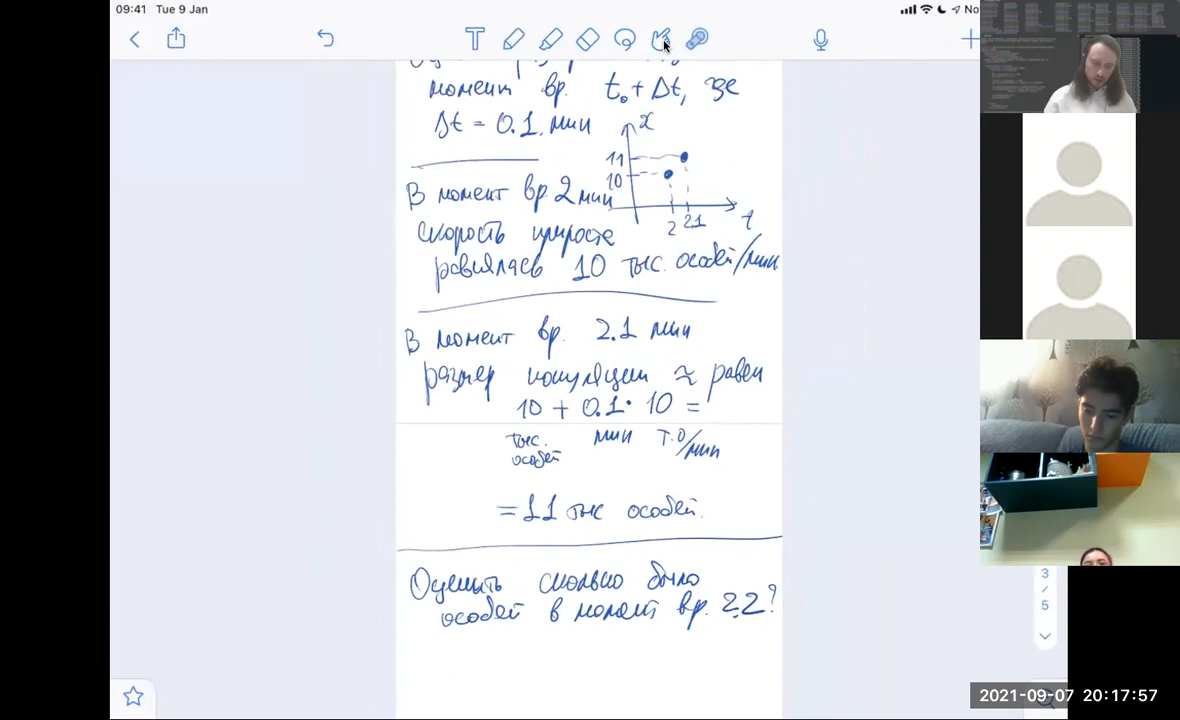 09:41 Tue 9 Jan
No
момент вр. t₀ + Δt, где
Δt = 0.1 мин
x
11
10
2 2.1 t
В момент вр. 2 мин
скорость прироста
равнялась 10 тыс. особей/мин
В момент вр. 2.1 мин
размер популяции ≈ равен
10 + 0.1 · 10 =
тыс. особей мин т.о/мин
= 11 тыс особей.
Оценить сколько было
особей в момент вр. 2.2?
3
/
5
2021-09-07 20:17:57